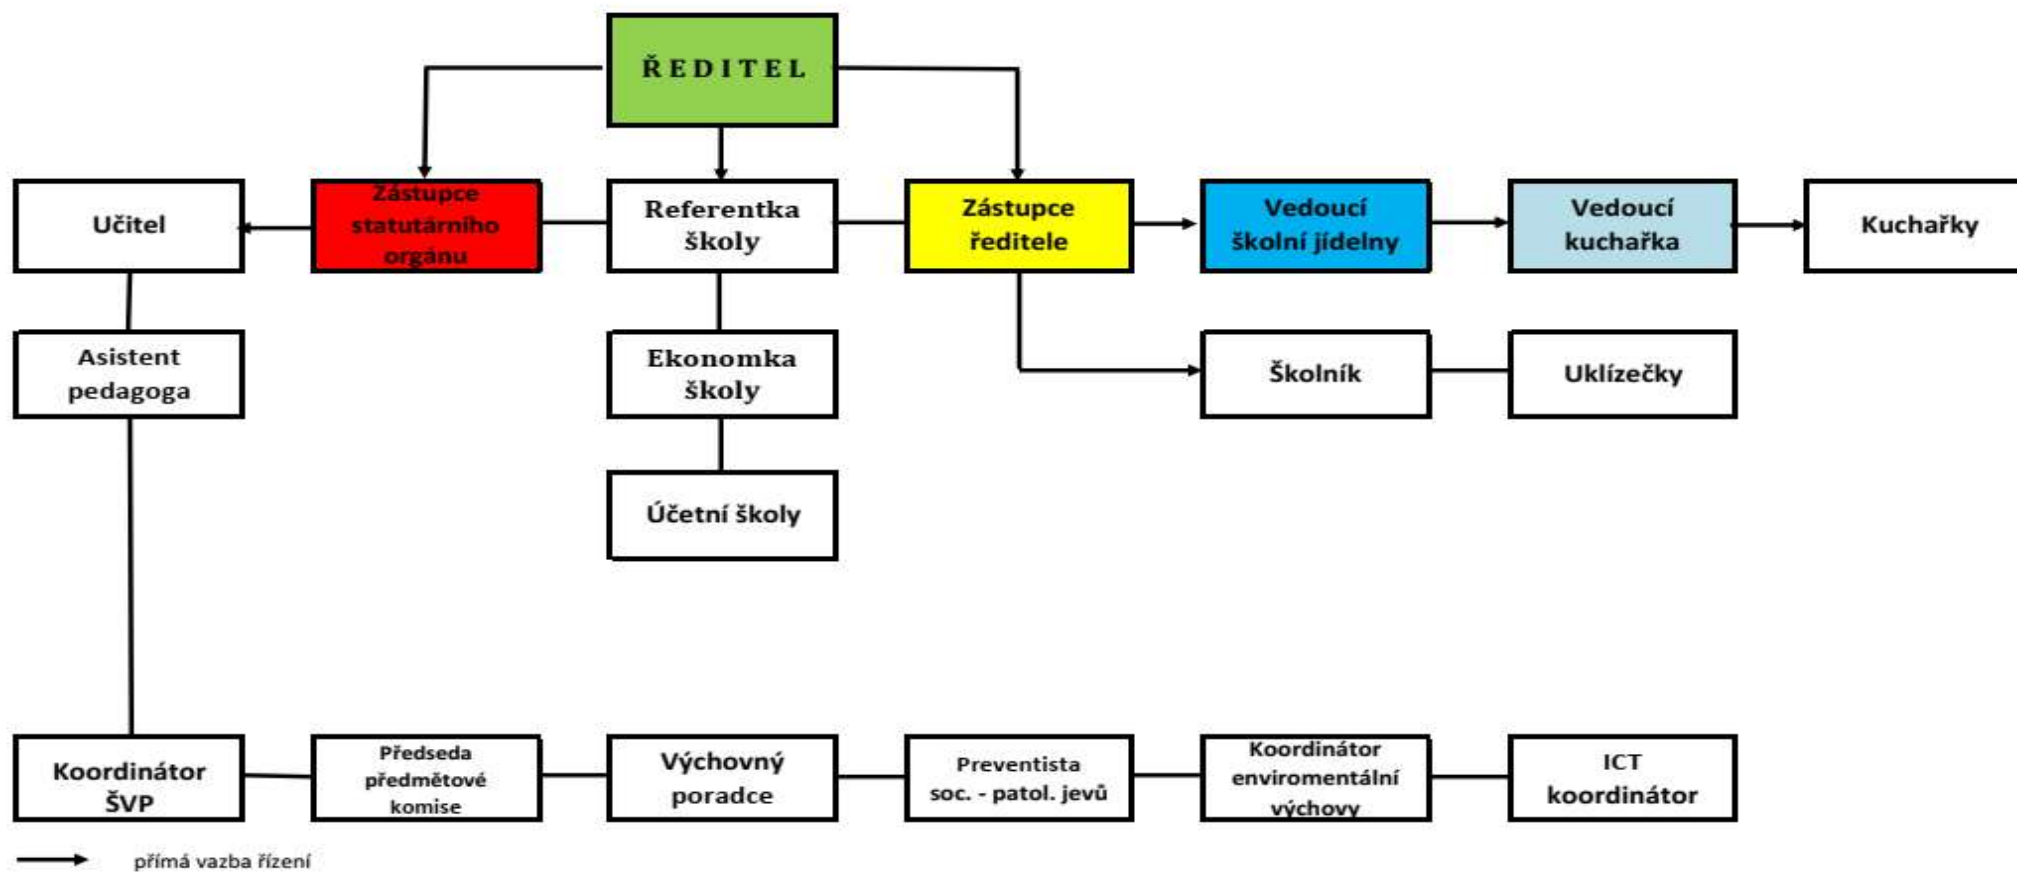 ŘEDITEL
Učitel
Zástupce
statutárního
orgánu
Referentka
školy
Zástupce
ředitele
Vedoucí
školní jídelny
Vedoucí
kuchařka
Kuchařky
Asistent
pedagoga
Ekonomka
školy
Školník
Uklízečky
Účetní školy
Koordinátor
ŠVP
Předseda
předmětové
komise
Výchovný
poradce
Preventista
soc. - patol. jevů
Koordinátor
enviromentální
výchovy
ICT
koordinátor
přímá vazba řízení